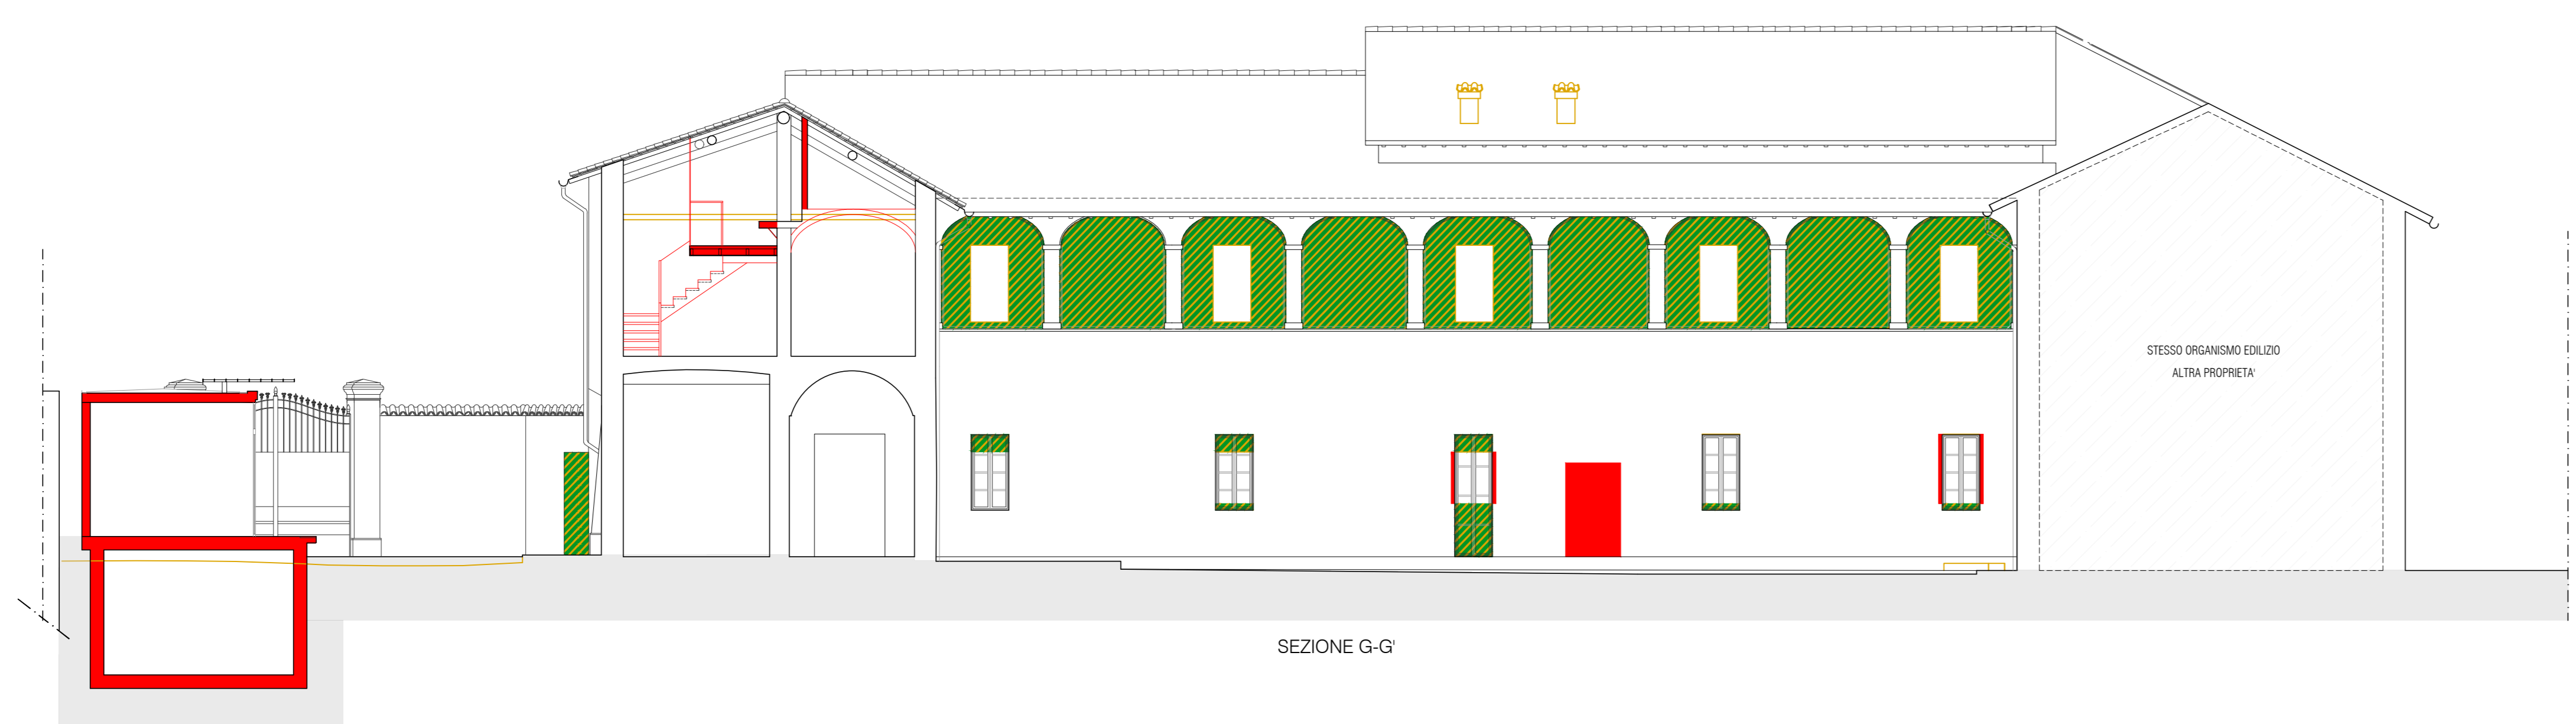 STESSO ORGANISMO EDILIZIO
ALTRA PROPRIETA'
SEZIONE G-G'